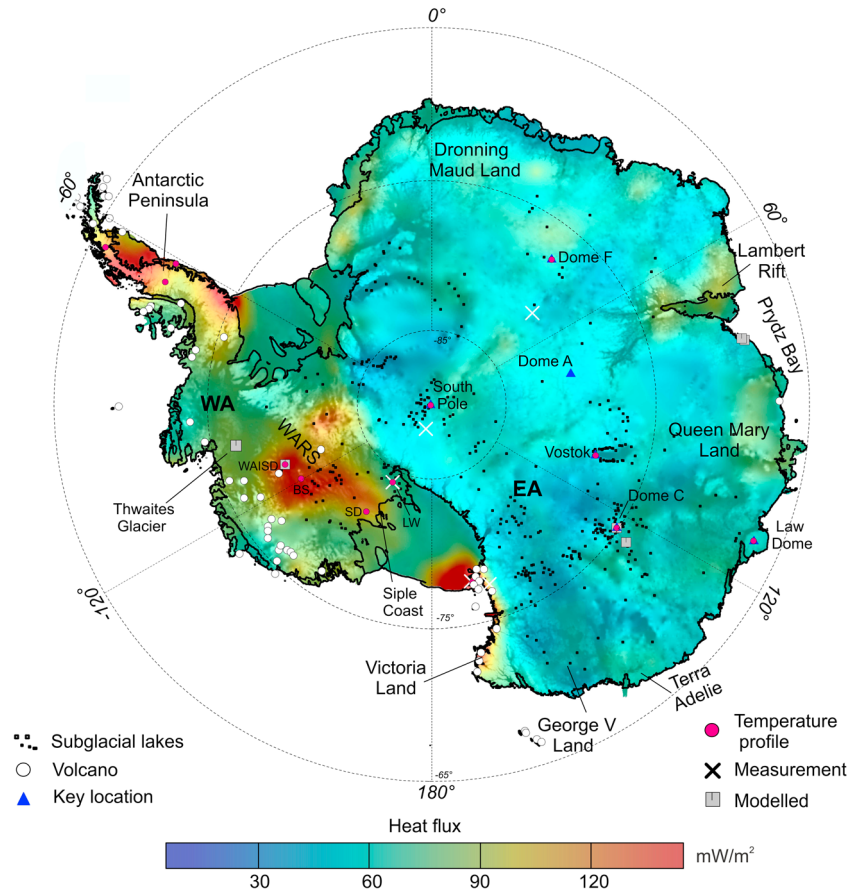 0°
Dronning
Maud Land
-60°
Antarctic
Peninsula
60°
Dome F
Lambert
Rift
Prydz Bay
-85°
Dome A
South
Pole
WA
WARS
Queen Mary
Land
WAISD
Vostok
BS
EA
Dome C
Thwaites
Glacier
SD
LW
Law
Dome
-120°
Siple
Coast
120°
-75°
Victoria
Land
Terra
Adelie
George V
Land
-65°
180°
Subglacial lakes
Volcano
Key location
Temperature
profile
Measurement
Modelled
Heat flux
mW/m²
30
60
90
120